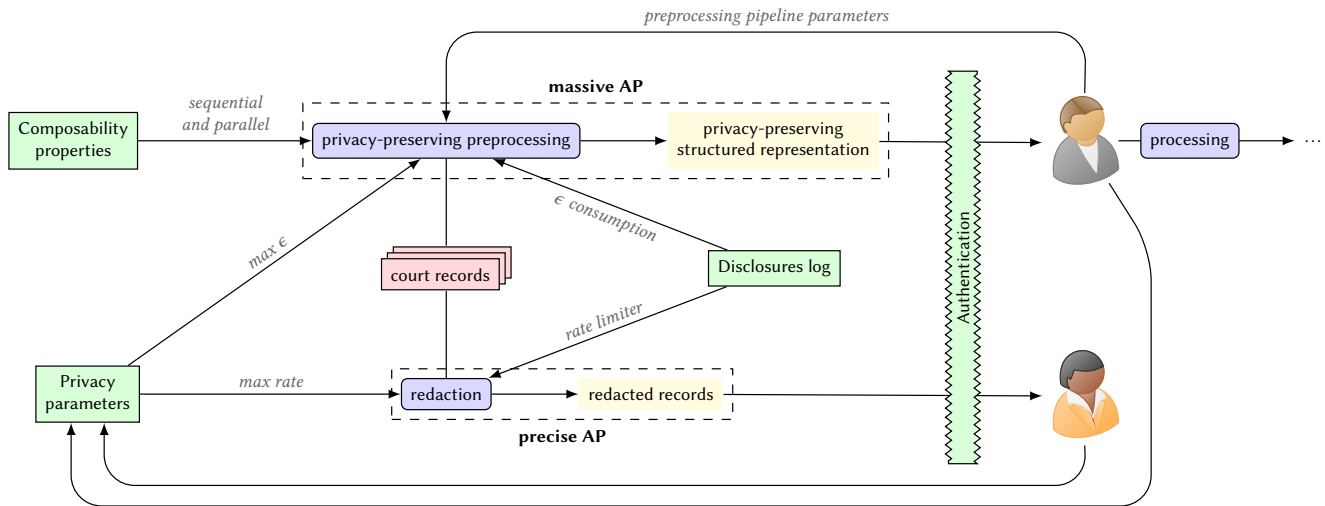 preprocessing pipeline parameters
massive AP
sequential
and parallel
Composability
properties
privacy-preserving preprocessing
privacy-preserving
structured representation
processing
...
max ϵ
ϵ consumption
court records
Disclosures log
Authentication
rate limiter
Privacy
parameters
max rate
redaction
redacted records
precise AP